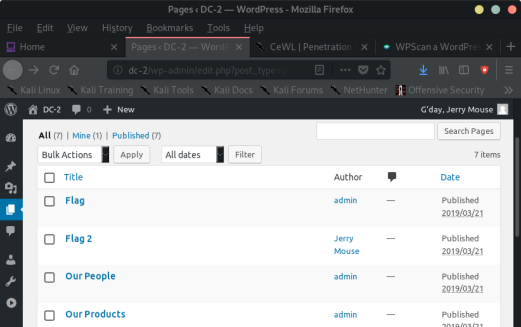 Pages ‹ DC-2 — WordPress - Mozilla Firefox
File Edit View History Bookmarks Tools Help
Home Pages ‹ DC-2 — Word CeWL | Penetration WPScan a WordPre
dc-2/wp-admin/edit.php?post_type
Kali Linux Kali Training Kali Tools Kali Docs Kali Forums NetHunter Offensive Security
DC-2 0 New G'day, Jerry Mouse
All (7) | Mine (1) | Published (7) Search Pages
Bulk Actions Apply All dates Filter 7 items
Title Author Date
Flag admin — Published
2019/03/21
Flag 2 Jerry Mouse — Published
2019/03/21
Our People admin — Published
2019/03/21
Our Products admin — Published
2019/03/21